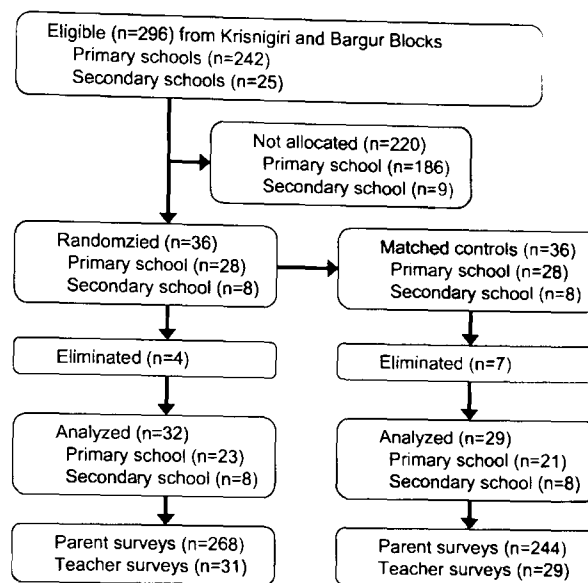 Eligible (n=296) from Krisnigiri and Bargur Blocks
Primary schools (n=242)
Secondary schools (n=25)
Not allocated (n=220)
Primary school (n=186)
Secondary school (n=9)
Randomzied (n=36)
Primary school (n=28)
Secondary school (n=8)
Matched controls (n=36)
Primary school (n=28)
Secondary school (n=8)
Eliminated (n=4)
Eliminated (n=7)
Analyzed (n=32)
Primary school (n=23)
Secondary school (n=8)
Analyzed (n=29)
Primary school (n=21)
Secondary school (n=8)
Parent surveys (n=268)
Teacher surveys (n=31)
Parent surveys (n=244)
Teacher surveys (n=29)